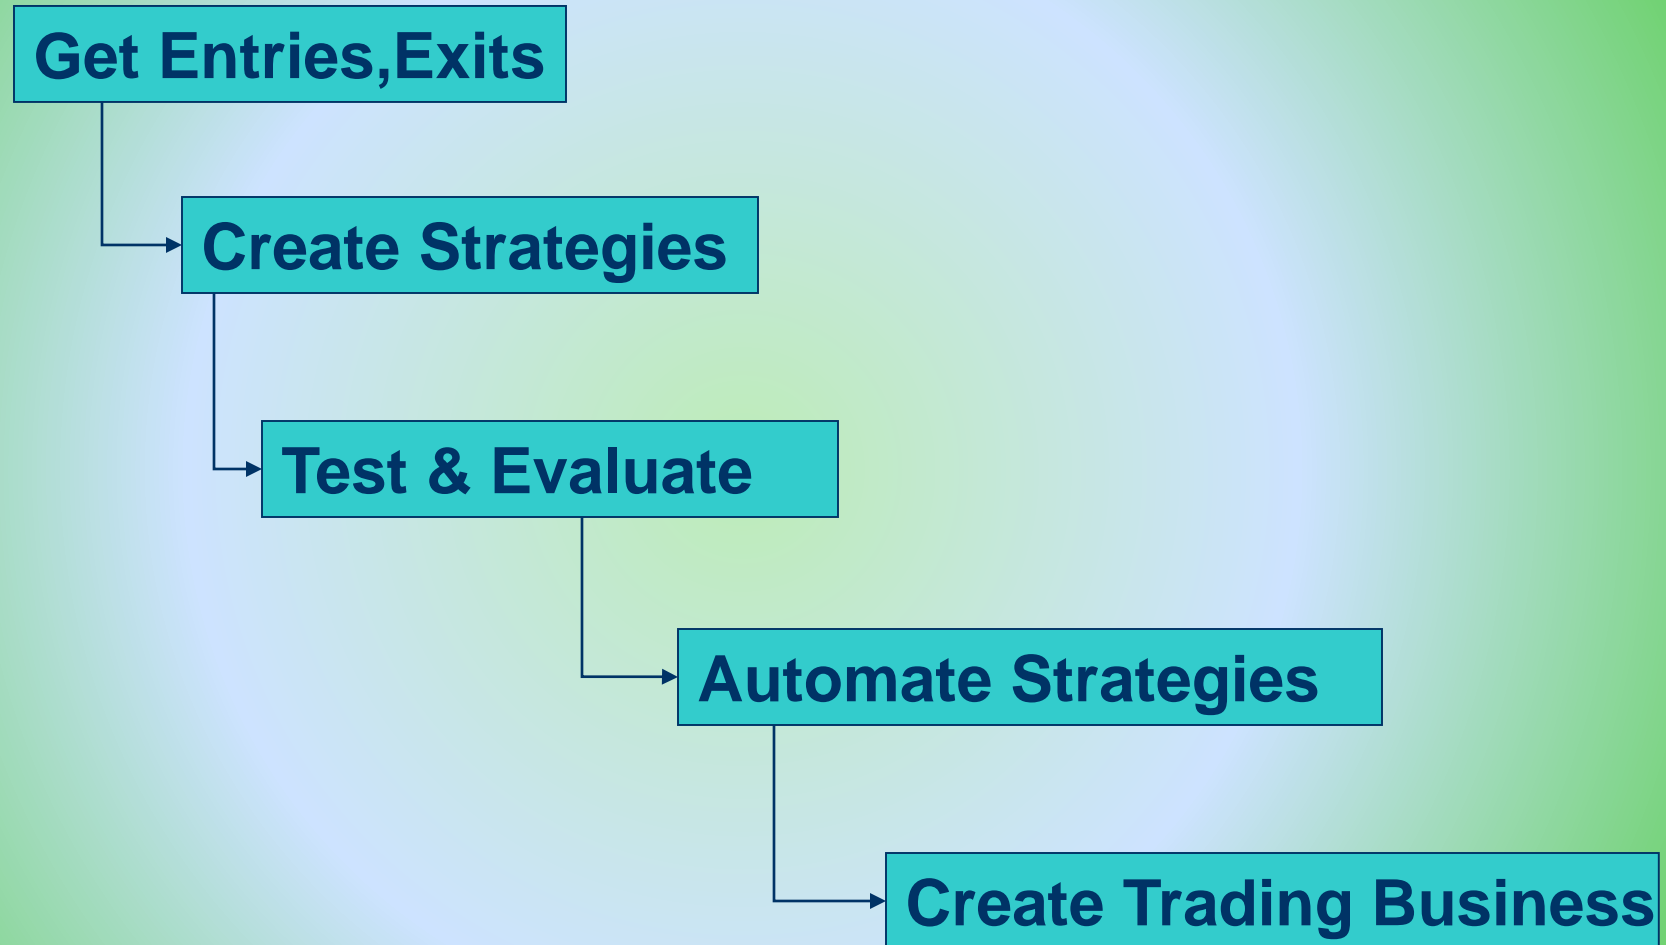 Get Entries,Exits
Create Strategies
Test & Evaluate
Automate Strategies
Create Trading Business